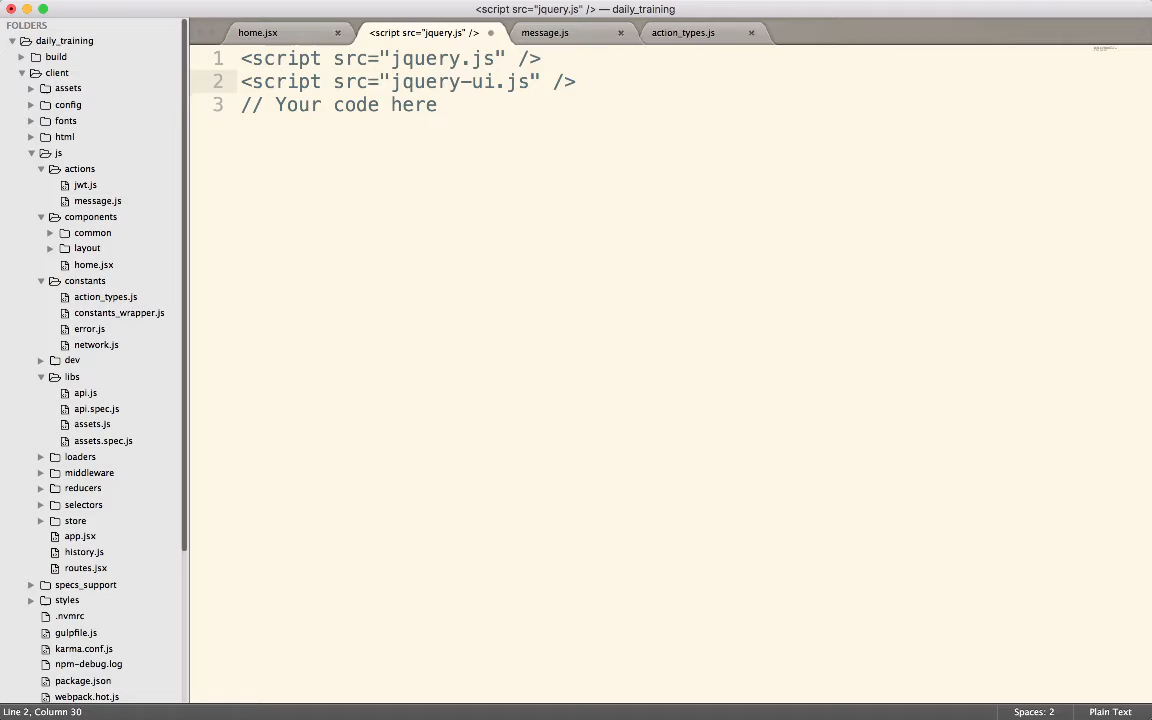 <script src="jquery.js" /> — daily_training
FOLDERS
daily_training
build
client
assets
config
fonts
html
js
actions
jwt.js
message.js
components
common
layout
home.jsx
constants
action_types.js
constants_wrapper.js
error.js
network.js
dev
libs
api.js
api.spec.js
assets.js
assets.spec.js
loaders
middleware
reducers
selectors
store
app.jsx
history.js
routes.jsx
specs_support
styles
.nvmrc
gulpfile.js
karma.conf.js
npm-debug.log
package.json
webpack.hot.js
home.jsx
<script src="jquery.js" />
message.js
action_types.js
1 <script src="jquery.js" />
2 <script src="jquery-ui.js" />
3 // Your code here
Line 2, Column 30
Spaces: 2
Plain Text